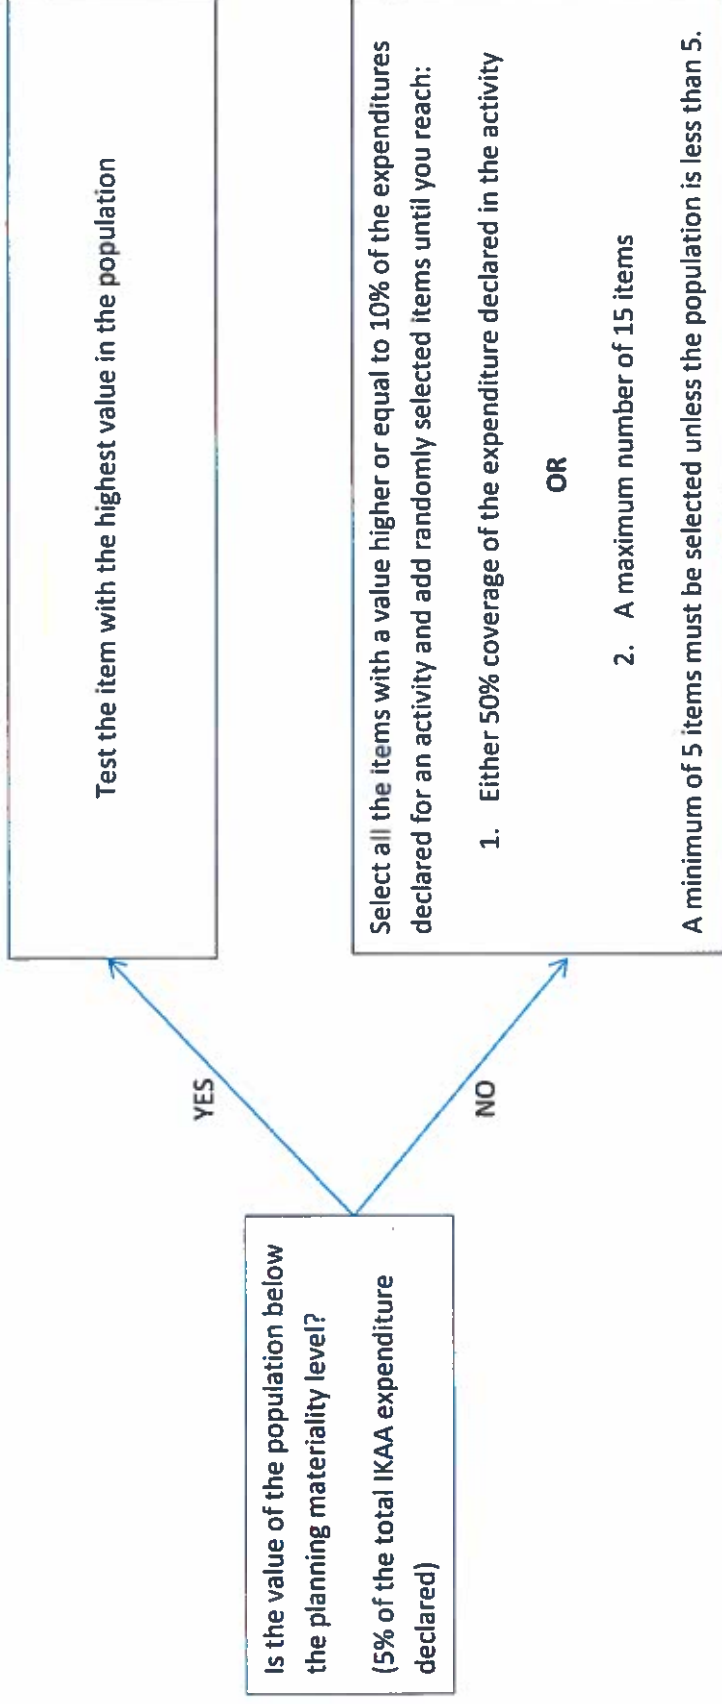 Is the value of the population below
the planning materiality level?
(5% of the total IKAA expenditure
declared)
YES
NO
Test the item with the highest value in the population
Select all the items with a value higher or equal to 10% of the expenditures
declared for an activity and add randomly selected items until you reach:
1. Either 50% coverage of the expenditure declared in the activity
OR
2. A maximum number of 15 items
A minimum of 5 items must be selected unless the population is less than 5.